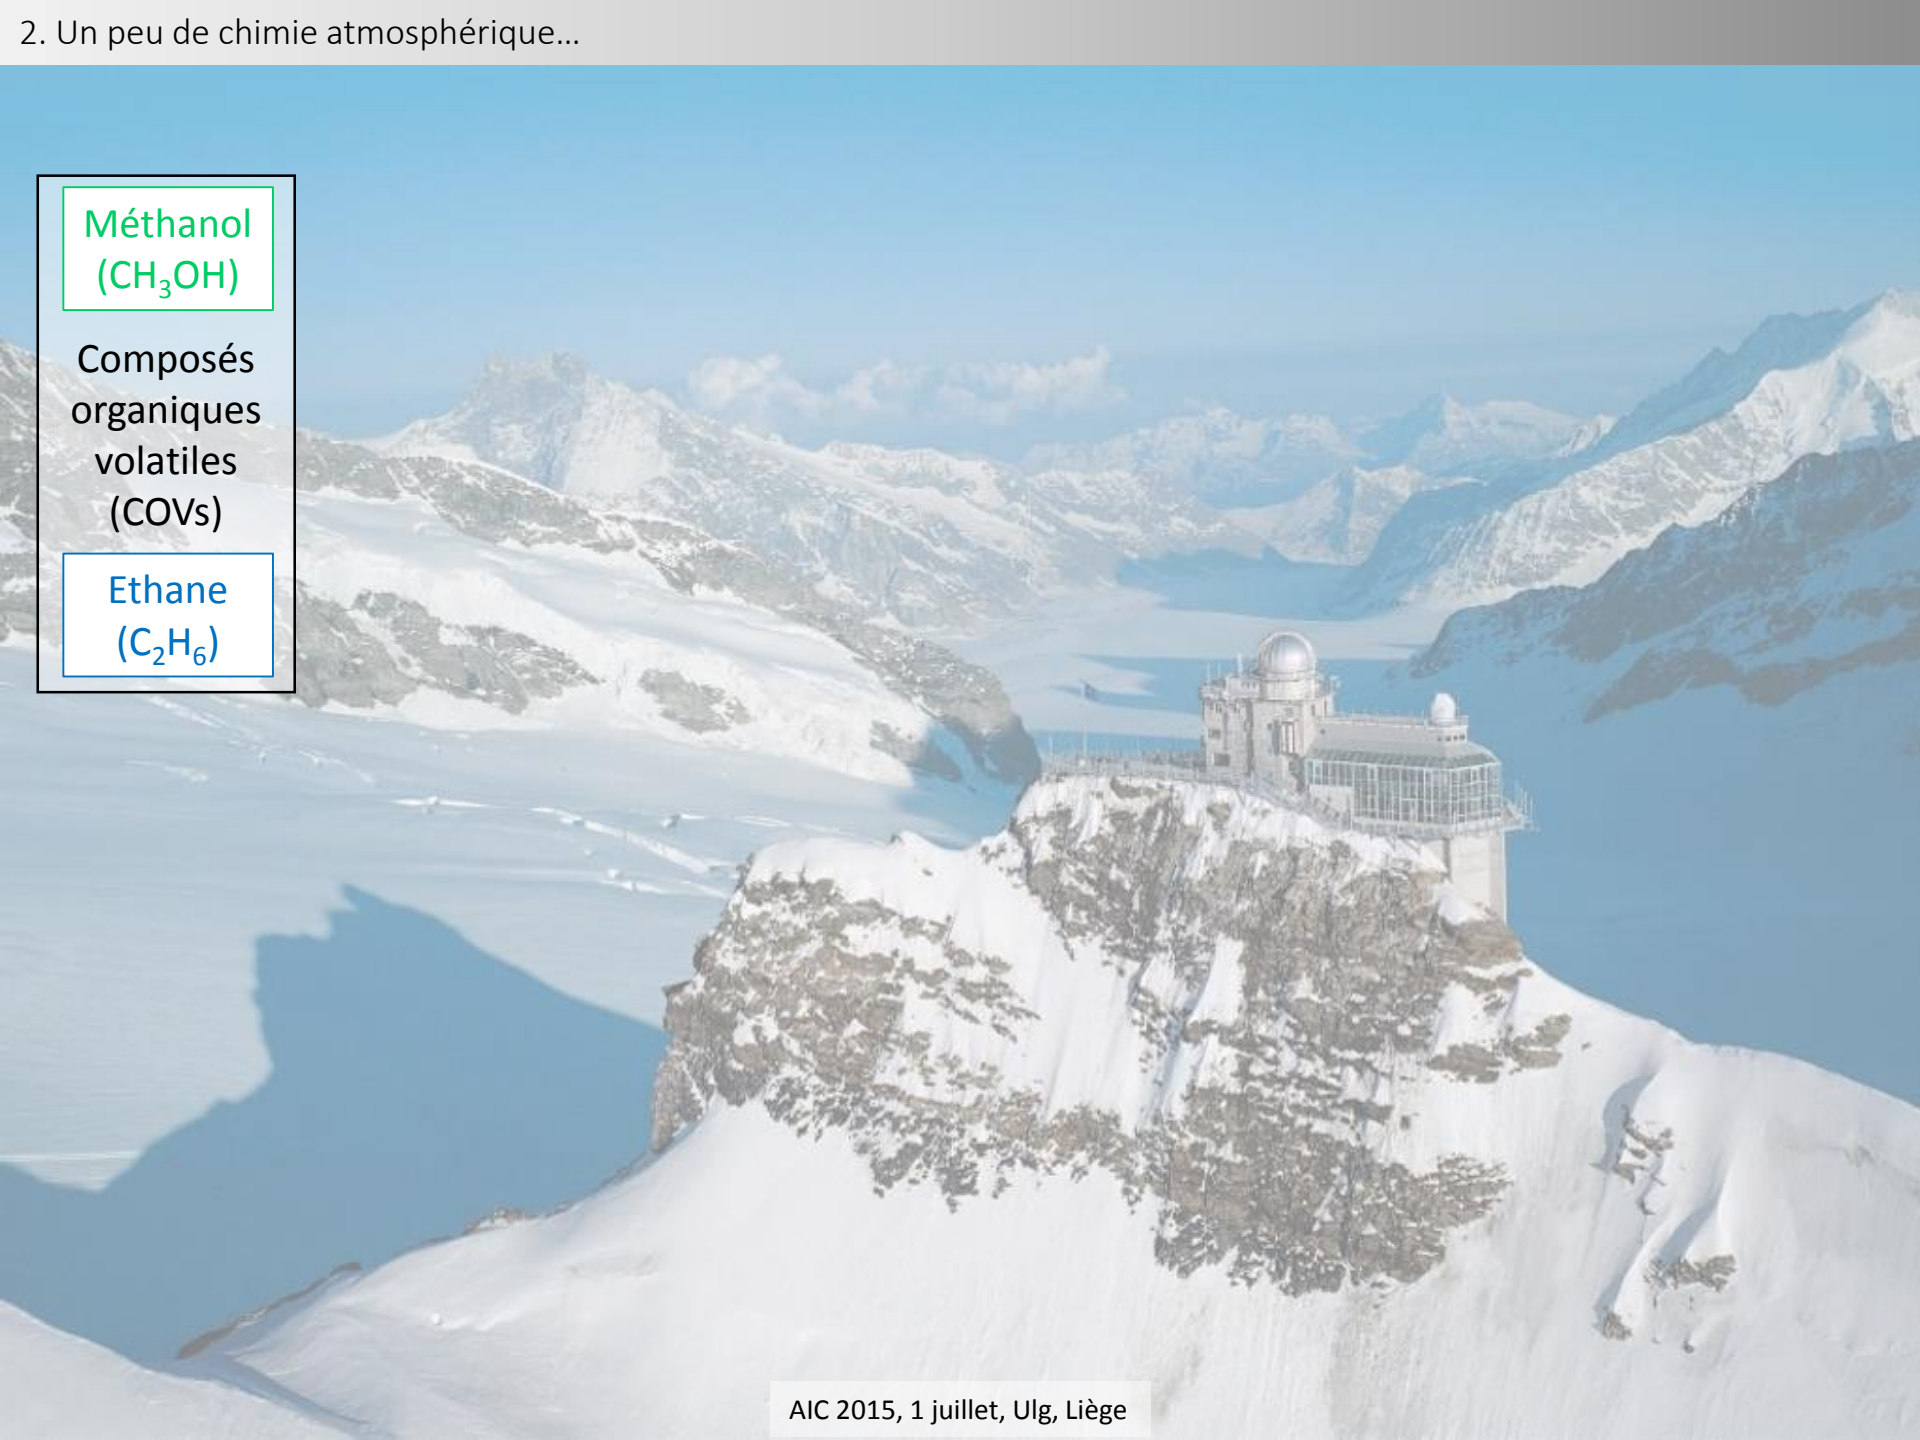 2. Un peu de chimie atmosphérique...
Méthanol
(CH₃OH)
Composés
organiques
volatiles
(COVs)
Ethane
(C₂H₆)
AIC 2015, 1 juillet, Ulg, Liège